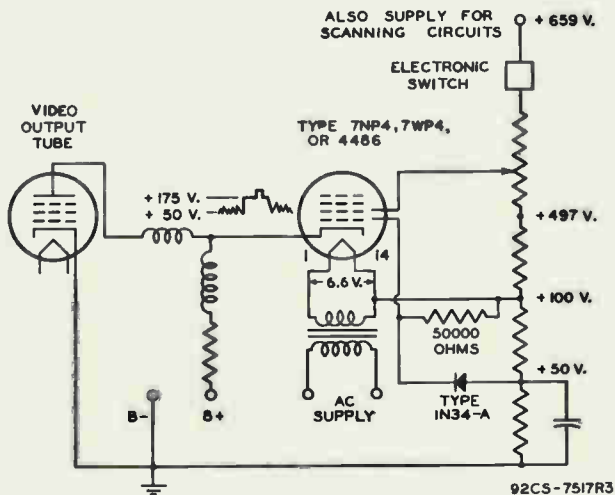 ALSO SUPPLY FOR
SCANNING CIRCUITS
+ 659 V.
ELECTRONIC
SWITCH
VIDEO
OUTPUT
TUBE
TYPE 7NP4, 7WP4,
OR 4486
+ 175 V.
+ 50 V.
+ 497 V.
1
14
6.6 V.
+ 100 V.
50000
OHMS
+ 50 V.
B-
B+
AC
SUPPLY
TYPE
1N34-A
92CS-7517R3